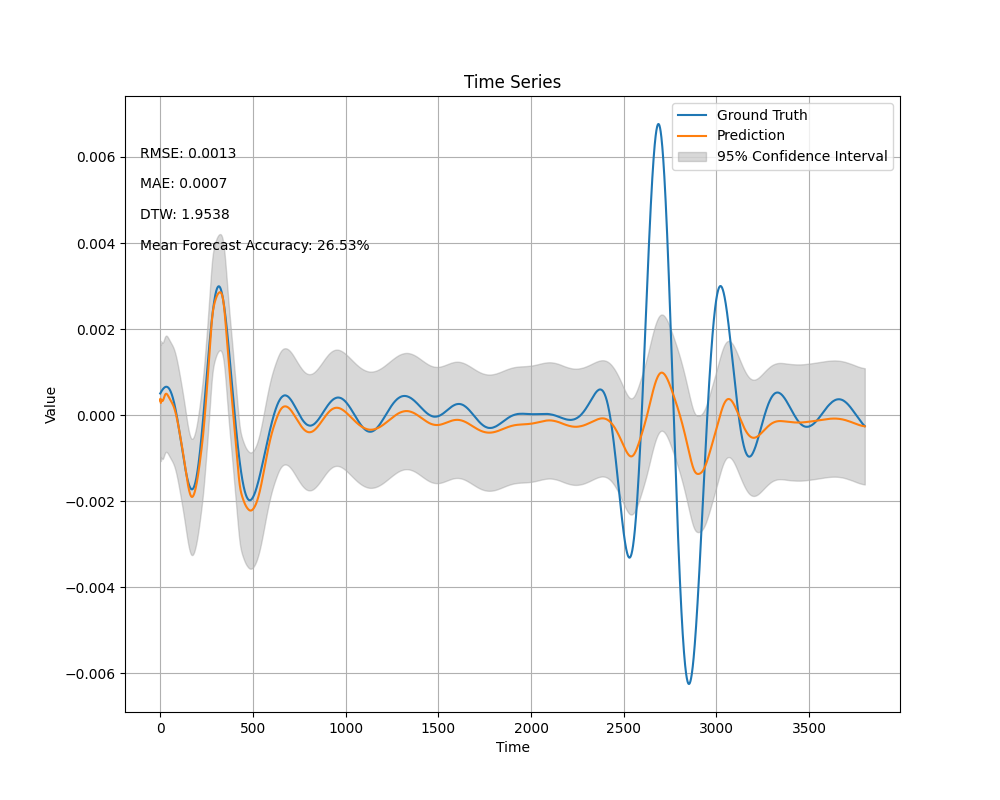 Time Series
Ground Truth
Prediction
95% Confidence Interval
RMSE: 0.0013
MAE: 0.0007
DTW: 1.9538
Mean Forecast Accuracy: 26.53%
Value
0.006
0.004
0.002
0.000
−0.002
−0.004
−0.006
0 500 1000 1500 2000 2500 3000 3500
Time